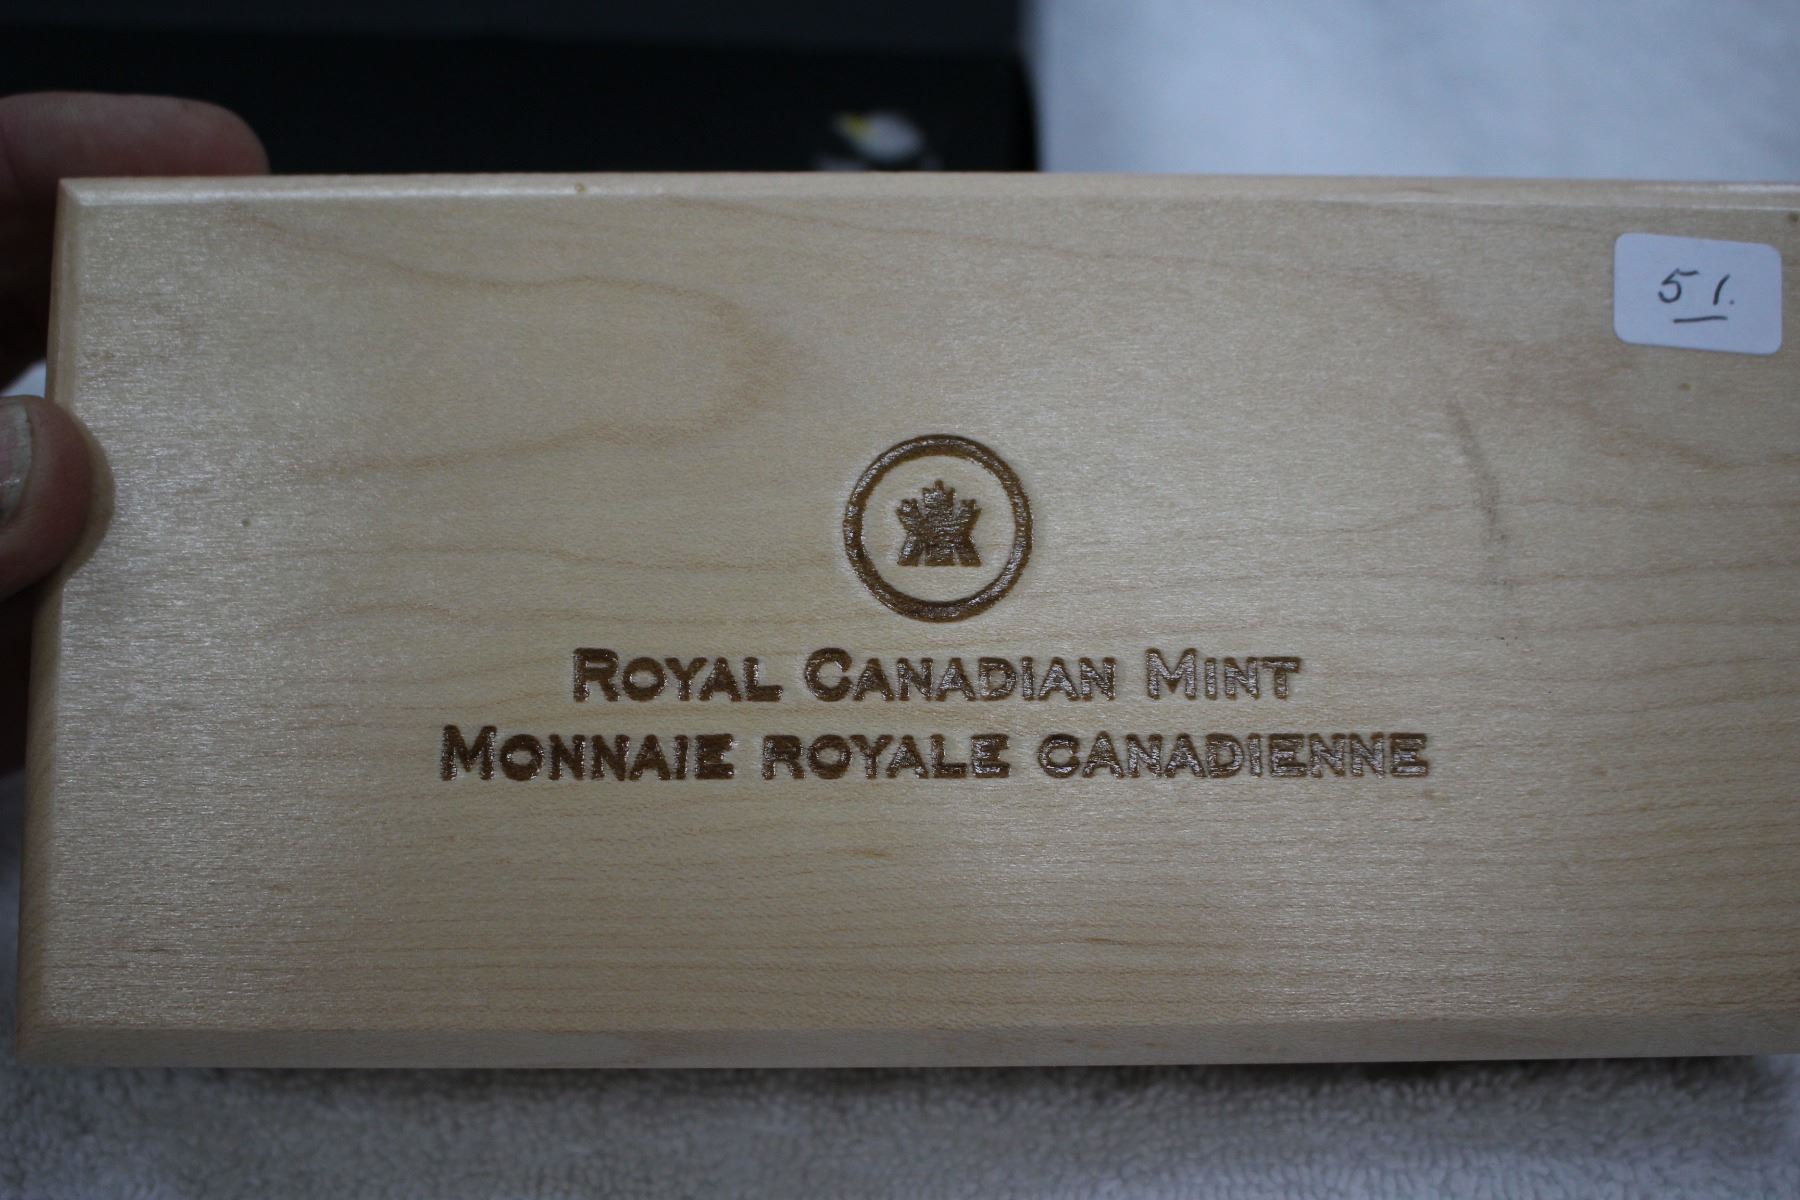 51.
ROYAL CANADIAN MINT
MONNAIE ROYALE CANADIENNE